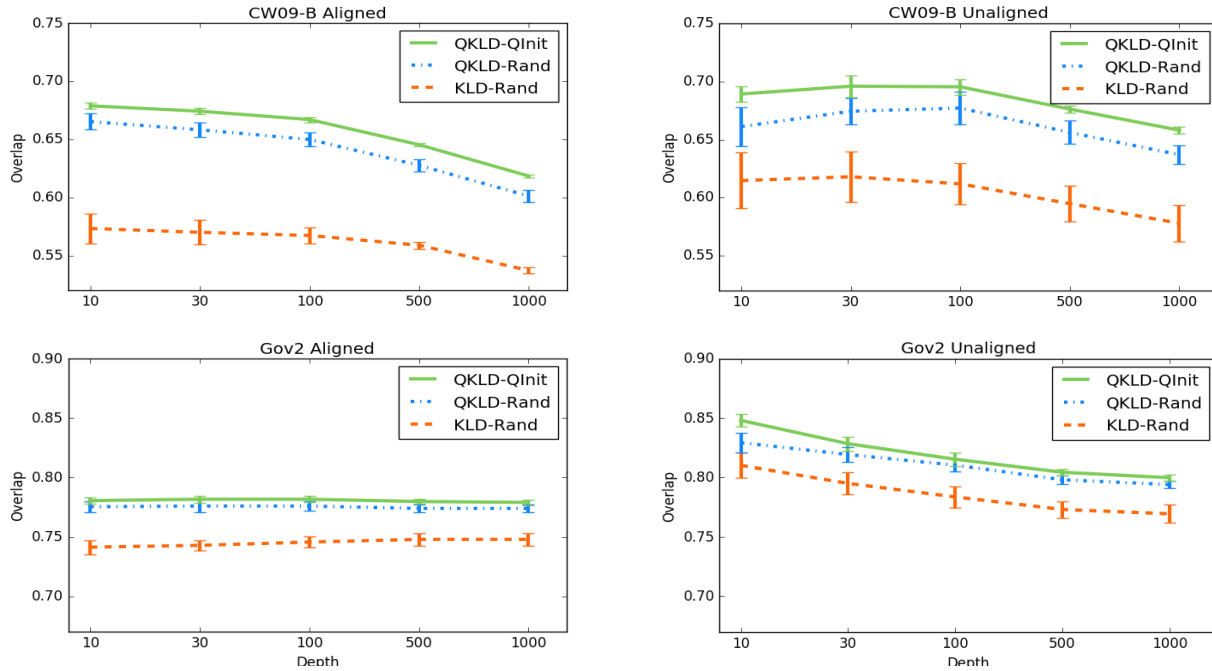 CW09-B Aligned
0.75
0.70
0.65
0.60
0.55
Overlap
QKLD-QInit
QKLD-Rand
KLD-Rand
10 30 100 500 1000
CW09-B Unaligned
0.75
0.70
0.65
0.60
0.55
Overlap
QKLD-QInit
QKLD-Rand
KLD-Rand
10 30 100 500 1000
Gov2 Aligned
0.90
0.85
0.80
0.75
0.70
Overlap
QKLD-QInit
QKLD-Rand
KLD-Rand
10 30 100 500 1000
Depth
Gov2 Unaligned
0.90
0.85
0.80
0.75
0.70
Overlap
QKLD-QInit
QKLD-Rand
KLD-Rand
10 30 100 500 1000
Depth